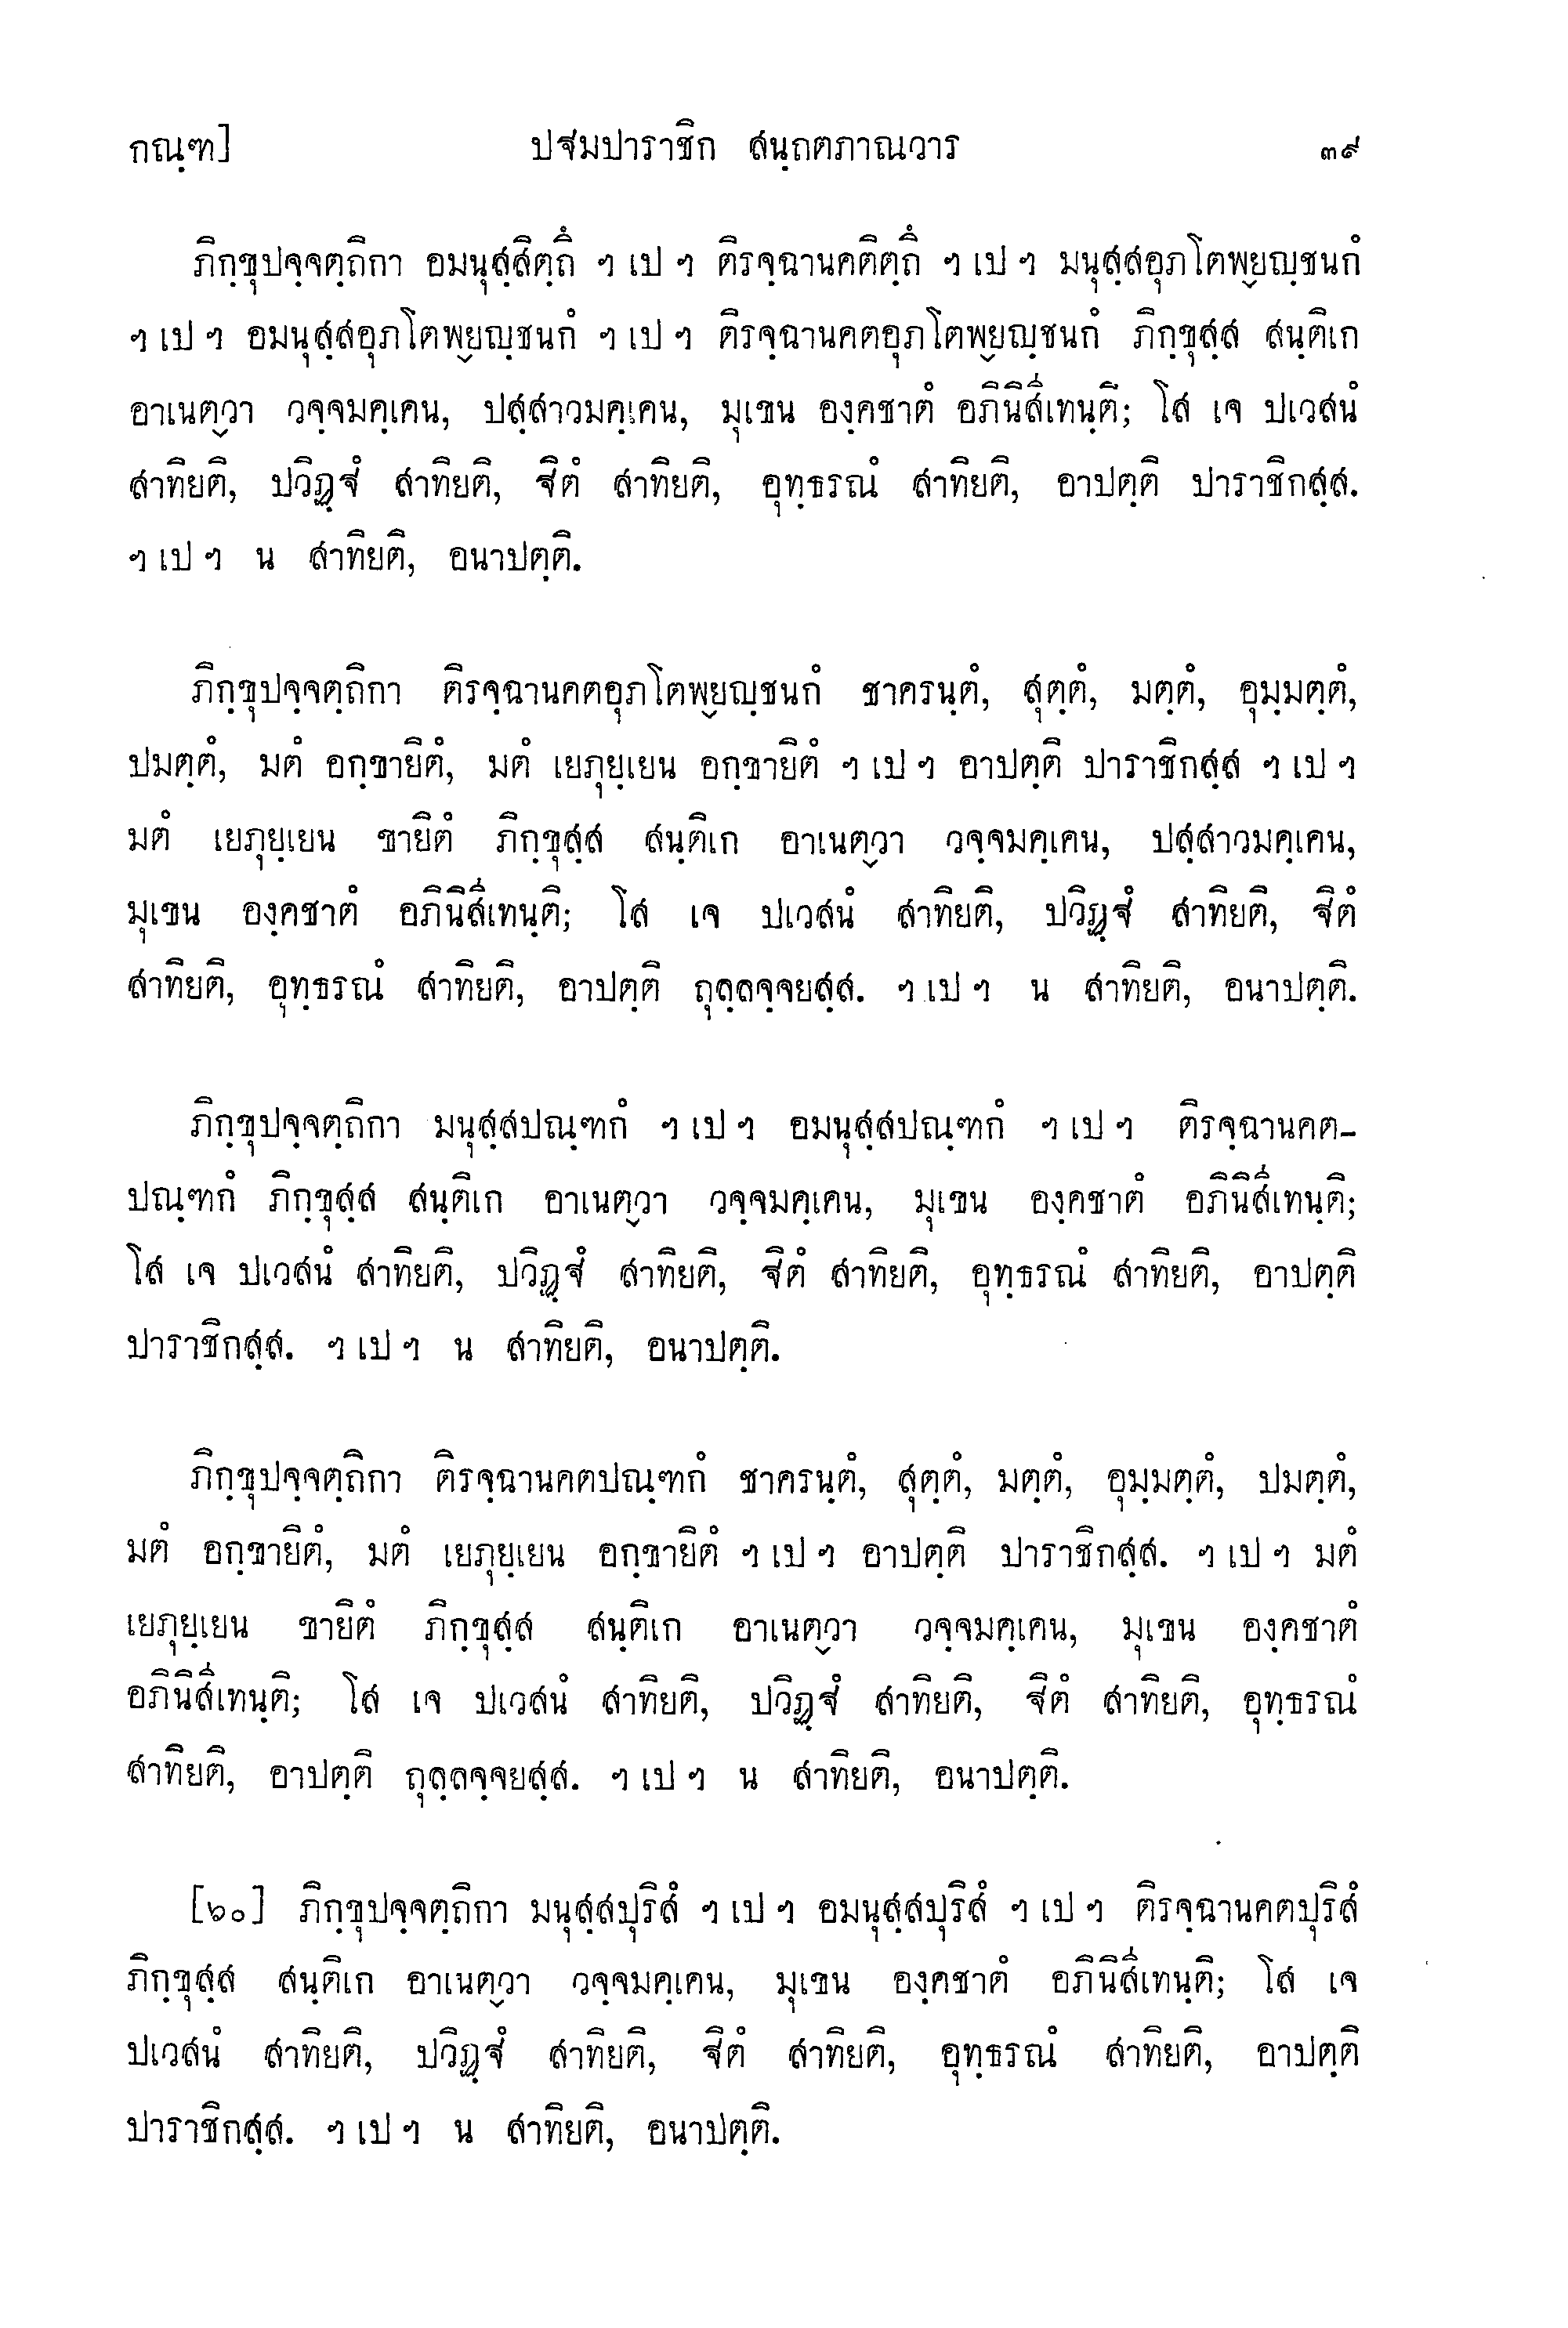 กณฺฑ] ปฐมปาราชิก สนฺถตภาณวาร ๓๙
ภิกฺขุปจฺจตฺถิกา อมนุสฺสิตฺถึ ฯ เป ฯ ติรจฺฉานคติตฺถึ ฯ เป ฯ มนุสฺสอุภโตพฺยญฺชนกํ
ฯ เป ฯ อมนุสฺสอุภโตพฺยญฺชนกํ ฯ เป ฯ ติรจฺฉานคตอุภโตพฺยญฺชนกํ ภิกฺขุสฺส สนฺติเก
อาเนตฺวา วจฺจมคฺเคน, ปสฺสาวมคฺเคน, มุเขน องฺคชาตํ อภินิสีเทนฺติ; โส เจ ปเวสนํ
สาทิยติ, ปวิฏฺฐํ สาทิยติ, ฐิตํ สาทิยติ, อุทฺธรณํ สาทิยติ, อาปตฺติ ปาราชิกสฺส.
ฯ เป ฯ น สาทิยติ, อนาปตฺติ.
ภิกฺขุปจฺจตฺถิกา ติรจฺฉานคตอุภโตพฺยญฺชนกํ ชาครนฺตํ, สุตฺตํ, มตฺตํ, อุมฺมตฺตํ,
ปมตฺตํ, มตํ อกฺขายิตํ, มตํ เยภุยฺเยน อกฺขายิตํ ฯ เป ฯ อาปตฺติ ปาราชิกสฺส ฯ เป ฯ
มตํ เยภุยฺเยน ขายิตํ ภิกฺขุสฺส สนฺติเก อาเนตฺวา วจฺจมคฺเคน, ปสฺสาวมคฺเคน,
มุเขน องฺคชาตํ อภินิสีเทนฺติ; โส เจ ปเวสนํ สาทิยติ, ปวิฏฺฐํ สาทิยติ, ฐิตํ
สาทิยติ, อุทฺธรณํ สาทิยติ, อาปตฺติ ถุลฺลจฺจยสฺส. ฯ เป ฯ น สาทิยติ, อนาปตฺติ.
ภิกฺขุปจฺจตฺถิกา มนุสฺสปณฺฑกํ ฯ เป ฯ อมนุสฺสปณฺฑกํ ฯ เป ฯ ติรจฺฉานคต-
ปณฺฑกํ ภิกฺขุสฺส สนฺติเก อาเนตฺวา วจฺจมคฺเคน, มุเขน องฺคชาตํ อภินิสีเทนฺติ;
โส เจ ปเวสนํ สาทิยติ, ปวิฏฺฐํ สาทิยติ, ฐิตํ สาทิยติ, อุทฺธรณํ สาทิยติ, อาปตฺติ
ปาราชิกสฺส. ฯ เป ฯ น สาทิยติ, อนาปตฺติ.
ภิกฺขุปจฺจตฺถิกา ติรจฺฉานคตปณฺฑกํ ชาครนฺตํ, สุตฺตํ, มตฺตํ, อุมฺมตฺตํ, ปมตฺตํ,
มตํ อกฺขายิตํ, มตํ เยภุยฺเยน อกฺขายิตํ ฯ เป ฯ อาปตฺติ ปาราชิกสฺส. ฯ เป ฯ มตํ
เยภุยฺเยน ขายิตํ ภิกฺขุสฺส สนฺติเก อาเนตฺวา วจฺจมคฺเคน, มุเขน องฺคชาตํ
อภินิสีเทนฺติ; โส เจ ปเวสนํ สาทิยติ, ปวิฏฺฐํ สาทิยติ, ฐิตํ สาทิยติ, อุทฺธรณํ
สาทิยติ, อาปตฺติ ถุลฺลจฺจยสฺส. ฯ เป ฯ น สาทิยติ, อนาปตฺติ.
[๖๐] ภิกฺขุปจฺจตฺถิกา มนุสฺสปุริสํ ฯ เป ฯ อมนุสฺสปุริสํ ฯ เป ฯ ติรจฺฉานคตปุริสํ
ภิกฺขุสฺส สนฺติเก อาเนตฺวา วจฺจมคฺเคน, มุเขน องฺคชาตํ อภินิสีเทนฺติ; โส เจ
ปเวสนํ สาทิยติ, ปวิฏฺฐํ สาทิยติ, ฐิตํ สาทิยติ, อุทฺธรณํ สาทิยติ, อาปตฺติ
ปาราชิกสฺส. ฯ เป ฯ น สาทิยติ, อนาปตฺติ.